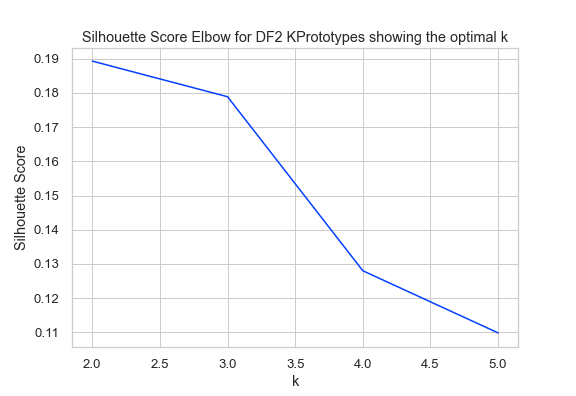 Silhouette Score Elbow for DF2 KPrototypes showing the optimal k
0.19
0.18
0.17
0.16
0.15
0.14
0.13
0.12
0.11
Silhouette Score
2.0 2.5 3.0 3.5 4.0 4.5 5.0
k